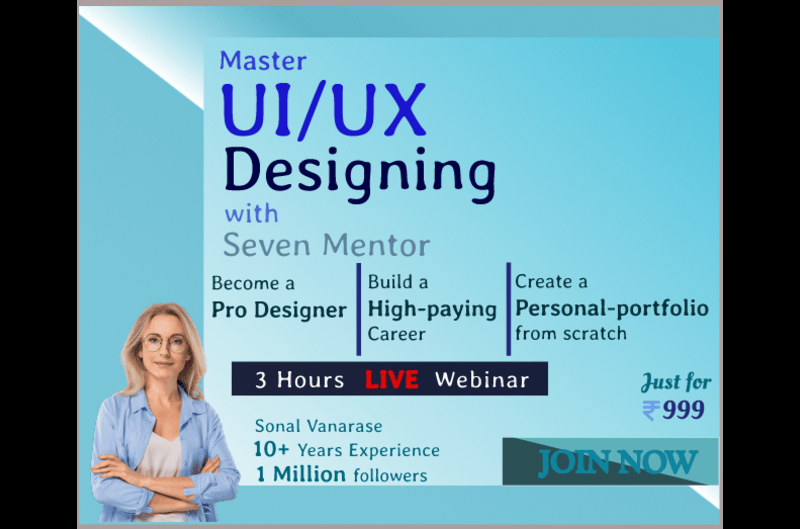 Master
UI/UX
Designing
with
Seven Mentor
Become a
Pro Designer
Build a
High-paying
Career
Create a
Personal-portfolio
from scratch
3 Hours LIVE Webinar
Just for
₹999
Sonal Vanarase
10+ Years Experience
1 Million followers
JOIN NOW